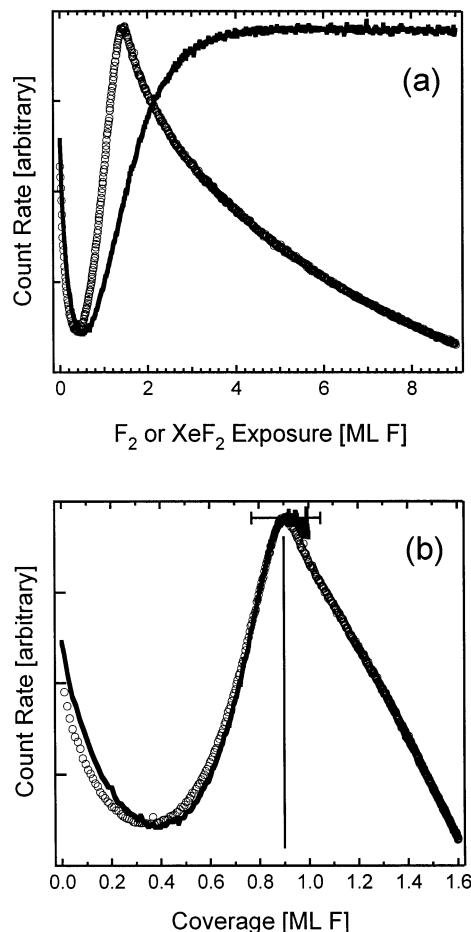 (a)
Count Rate [arbitrary]
0 2 4 6 8
F₂ or XeF₂ Exposure [ML F]
(b)
Count Rate [arbitrary]
0.0 0.2 0.4 0.6 0.8 1.0 1.2 1.4 1.6
Coverage [ML F]